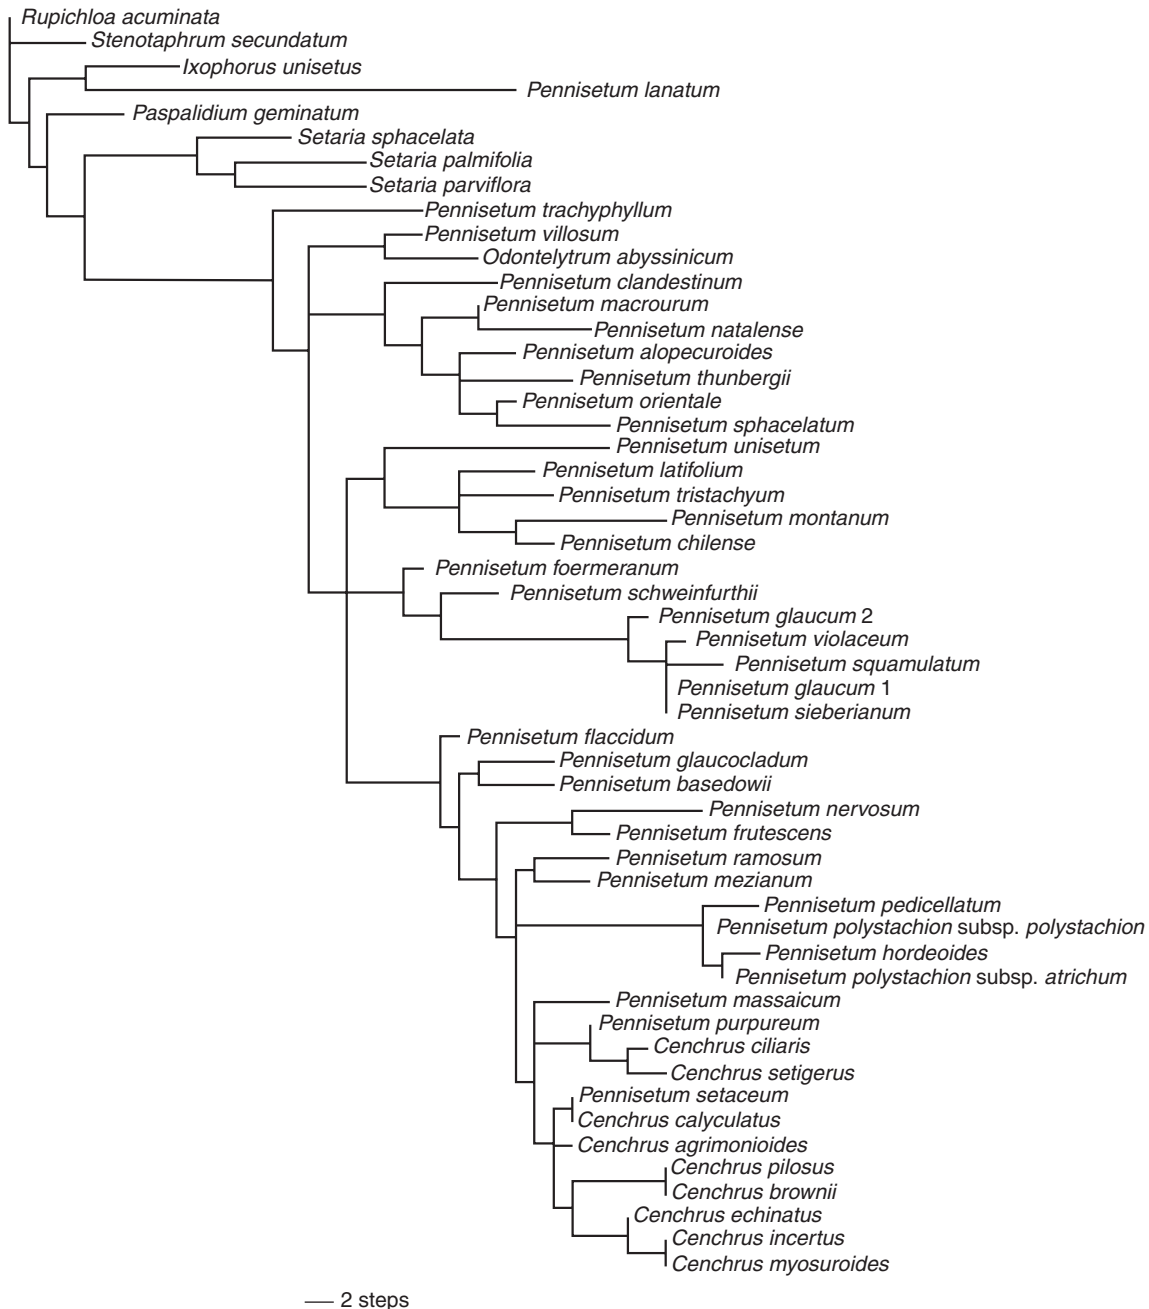 Rupichloa acuminata
Stenotaphrum secundatum
Ixophorus unisetus
Pennisetum lanatum
Paspalidium geminatum
Setaria sphacelata
Setaria palmifolia
Setaria parviflora
Pennisetum trachyphyllum
Pennisetum villosum
Odontelytrum abyssinicum
Pennisetum clandestinum
Pennisetum macrourum
Pennisetum natalense
Pennisetum alopecuroides
Pennisetum thunbergii
Pennisetum orientale
Pennisetum sphacelatum
Pennisetum unisetum
Pennisetum latifolium
Pennisetum tristachyum
Pennisetum montanum
Pennisetum chilense
Pennisetum foermeranum
Pennisetum schweinfurthii
Pennisetum glaucum 2
Pennisetum violaceum
Pennisetum squamulatum
Pennisetum glaucum 1
Pennisetum sieberianum
Pennisetum flaccidum
Pennisetum glaucocladum
Pennisetum basedowii
Pennisetum nervosum
Pennisetum frutescens
Pennisetum ramosum
Pennisetum mezianum
Pennisetum pedicellatum
Pennisetum polystachion subsp. polystachion
Pennisetum hordeoides
Pennisetum polystachion subsp. atrichum
Pennisetum massaicum
Pennisetum purpureum
Cenchrus ciliaris
Cenchrus setigerus
Pennisetum setaceum
Cenchrus calyculatus
Cenchrus agrimonioides
Cenchrus pilosus
Cenchrus brownii
Cenchrus echinatus
Cenchrus incertus
Cenchrus myosuroides
2 steps